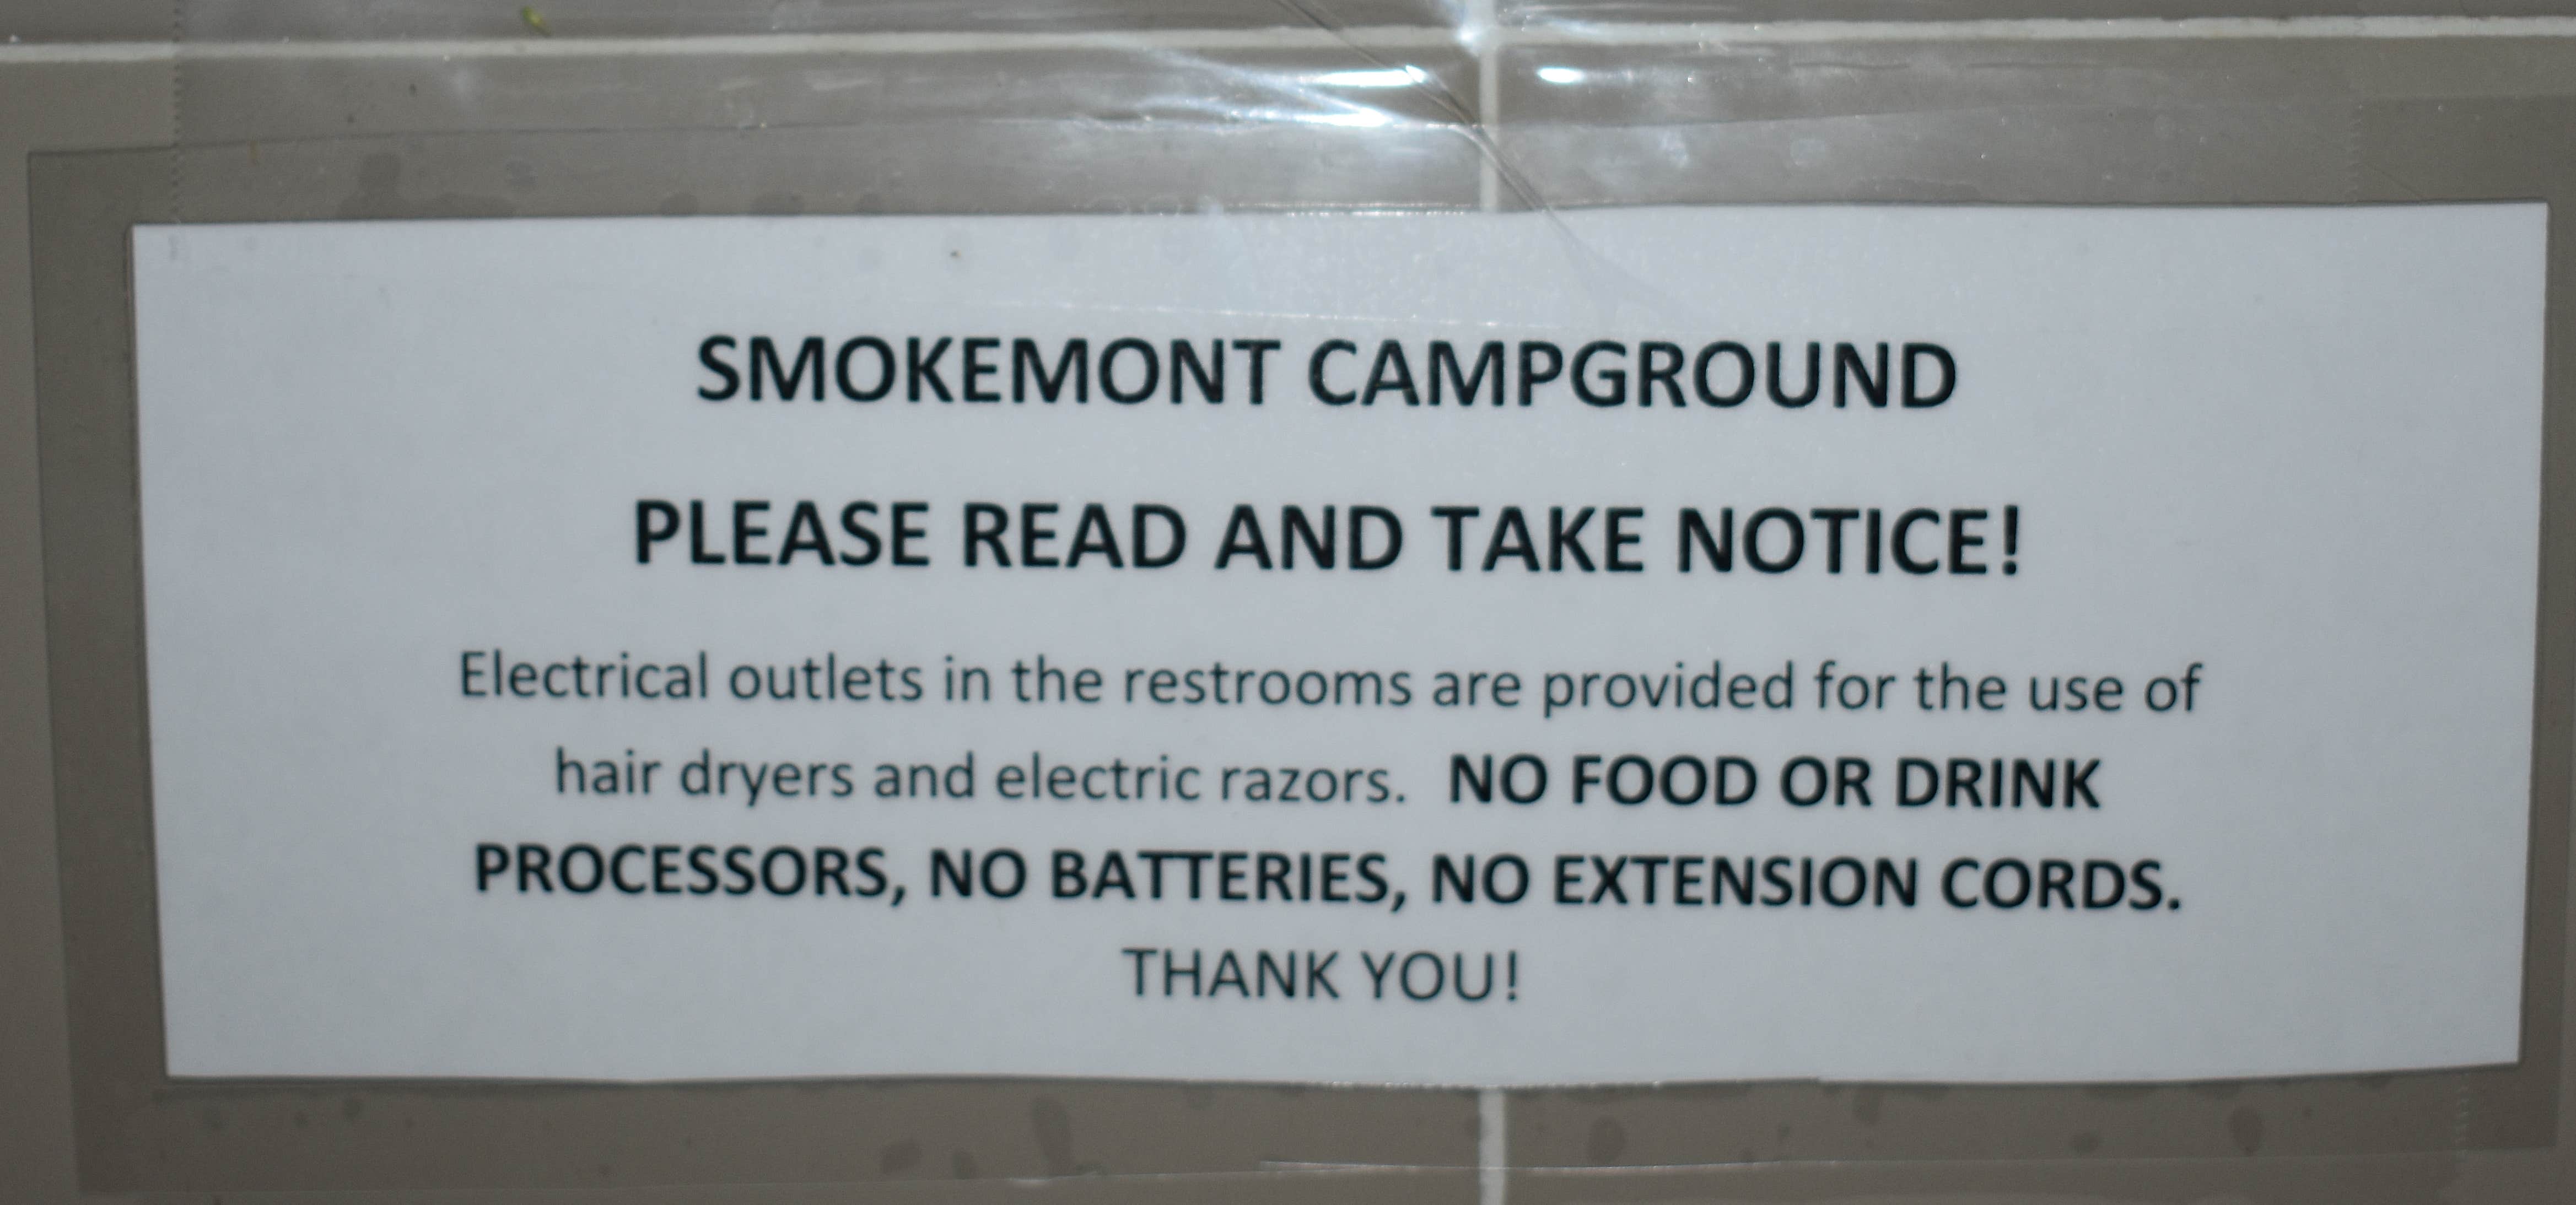 SMOKEMONT CAMPGROUND
PLEASE READ AND TAKE NOTICE!
Electrical outlets in the restrooms are provided for the use of
hair dryers and electric razors. NO FOOD OR DRINK
PROCESSORS, NO BATTERIES, NO EXTENSION CORDS.
THANK YOU!